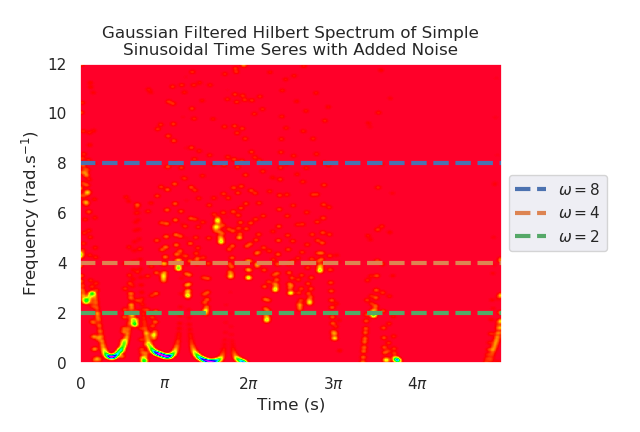 Gaussian Filtered Hilbert Spectrum of Simple
Sinusoidal Time Seres with Added Noise
12
10
8
6
4
2
0
Frequency (rad.s⁻¹)
0 π 2π 3π 4π
Time (s)
ω = 8
ω = 4
ω = 2